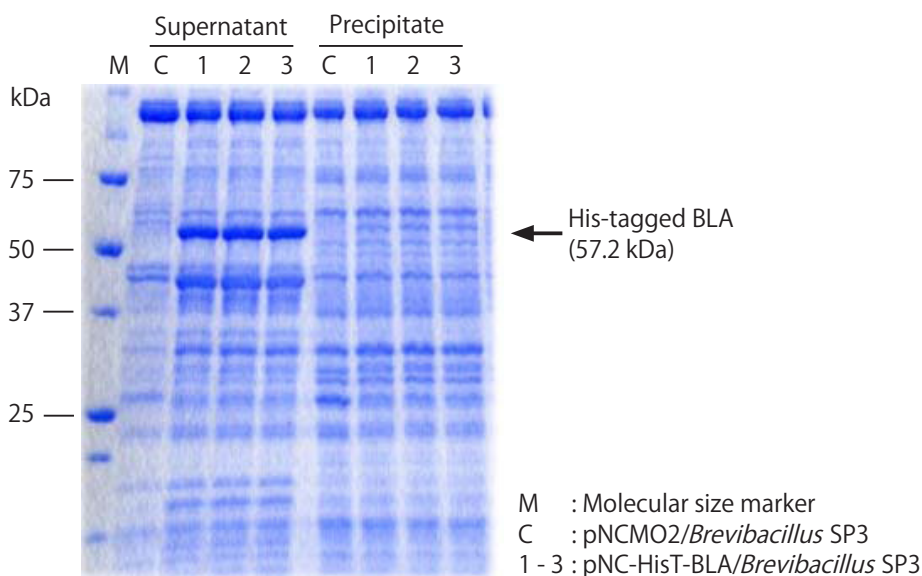 Supernatant Precipitate
M C 1 2 3 C 1 2 3
kDa
75
50
37
25
His-tagged BLA
(57.2 kDa)
M : Molecular size marker
C : pNCMO2/Brevibacillus SP3
1 - 3 : pNC-HisT-BLA/Brevibacillus SP3